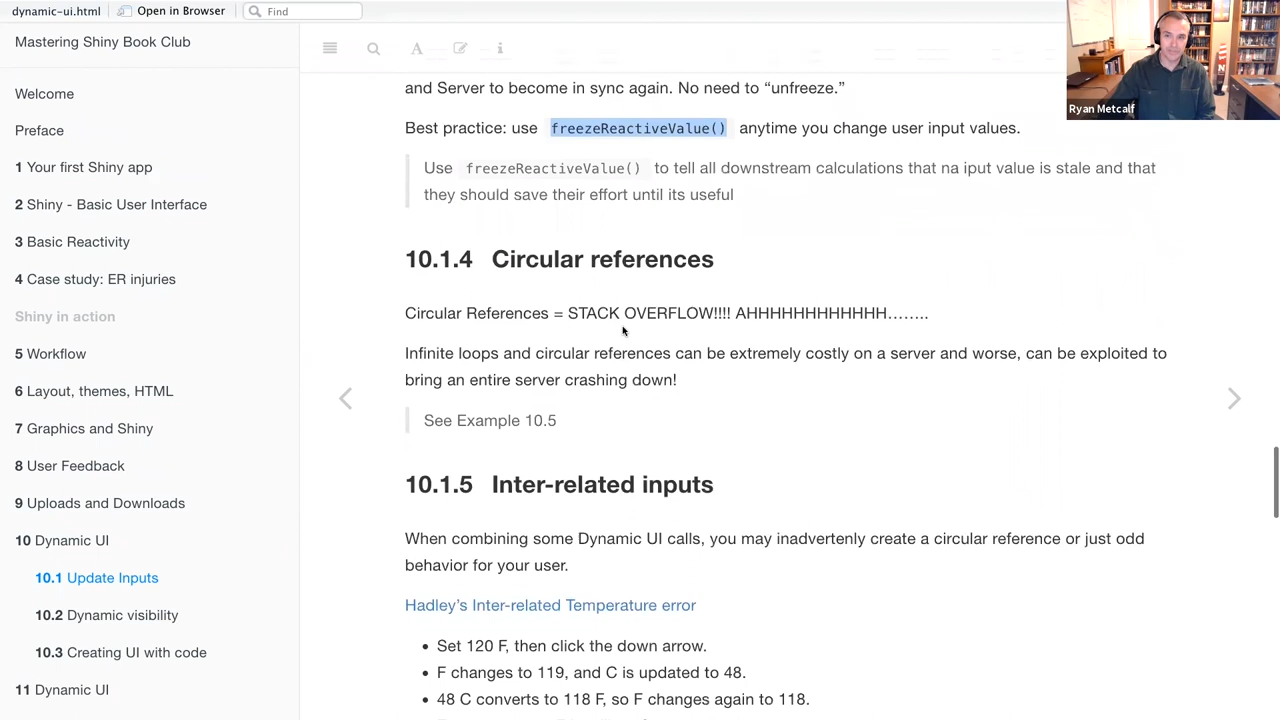 dynamic-ui.html
Open in Browser
Find
Mastering Shiny Book Club
Welcome
Preface
1 Your first Shiny app
2 Shiny - Basic User Interface
3 Basic Reactivity
4 Case study: ER injuries
Shiny in action
5 Workflow
6 Layout, themes, HTML
7 Graphics and Shiny
8 User Feedback
9 Uploads and Downloads
10 Dynamic UI
10.1 Update Inputs
10.2 Dynamic visibility
10.3 Creating UI with code
11 Dynamic UI
and Server to become in sync again. No need to “unfreeze.”
Best practice: use freezeReactiveValue() anytime you change user input values.
Use freezeReactiveValue() to tell all downstream calculations that na iput value is stale and that
they should save their effort until its useful
10.1.4 Circular references
Circular References = STACK OVERFLOW!!!! AHHHHHHHHHHHH……..
Infinite loops and circular references can be extremely costly on a server and worse, can be exploited to
bring an entire server crashing down!
See Example 10.5
10.1.5 Inter-related inputs
When combining some Dynamic UI calls, you may inadvertenly create a circular reference or just odd
behavior for your user.
Hadley’s Inter-related Temperature error
• Set 120 F, then click the down arrow.
• F changes to 119, and C is updated to 48.
• 48 C converts to 118 F, so F changes again to 118.
Ryan Metcalf